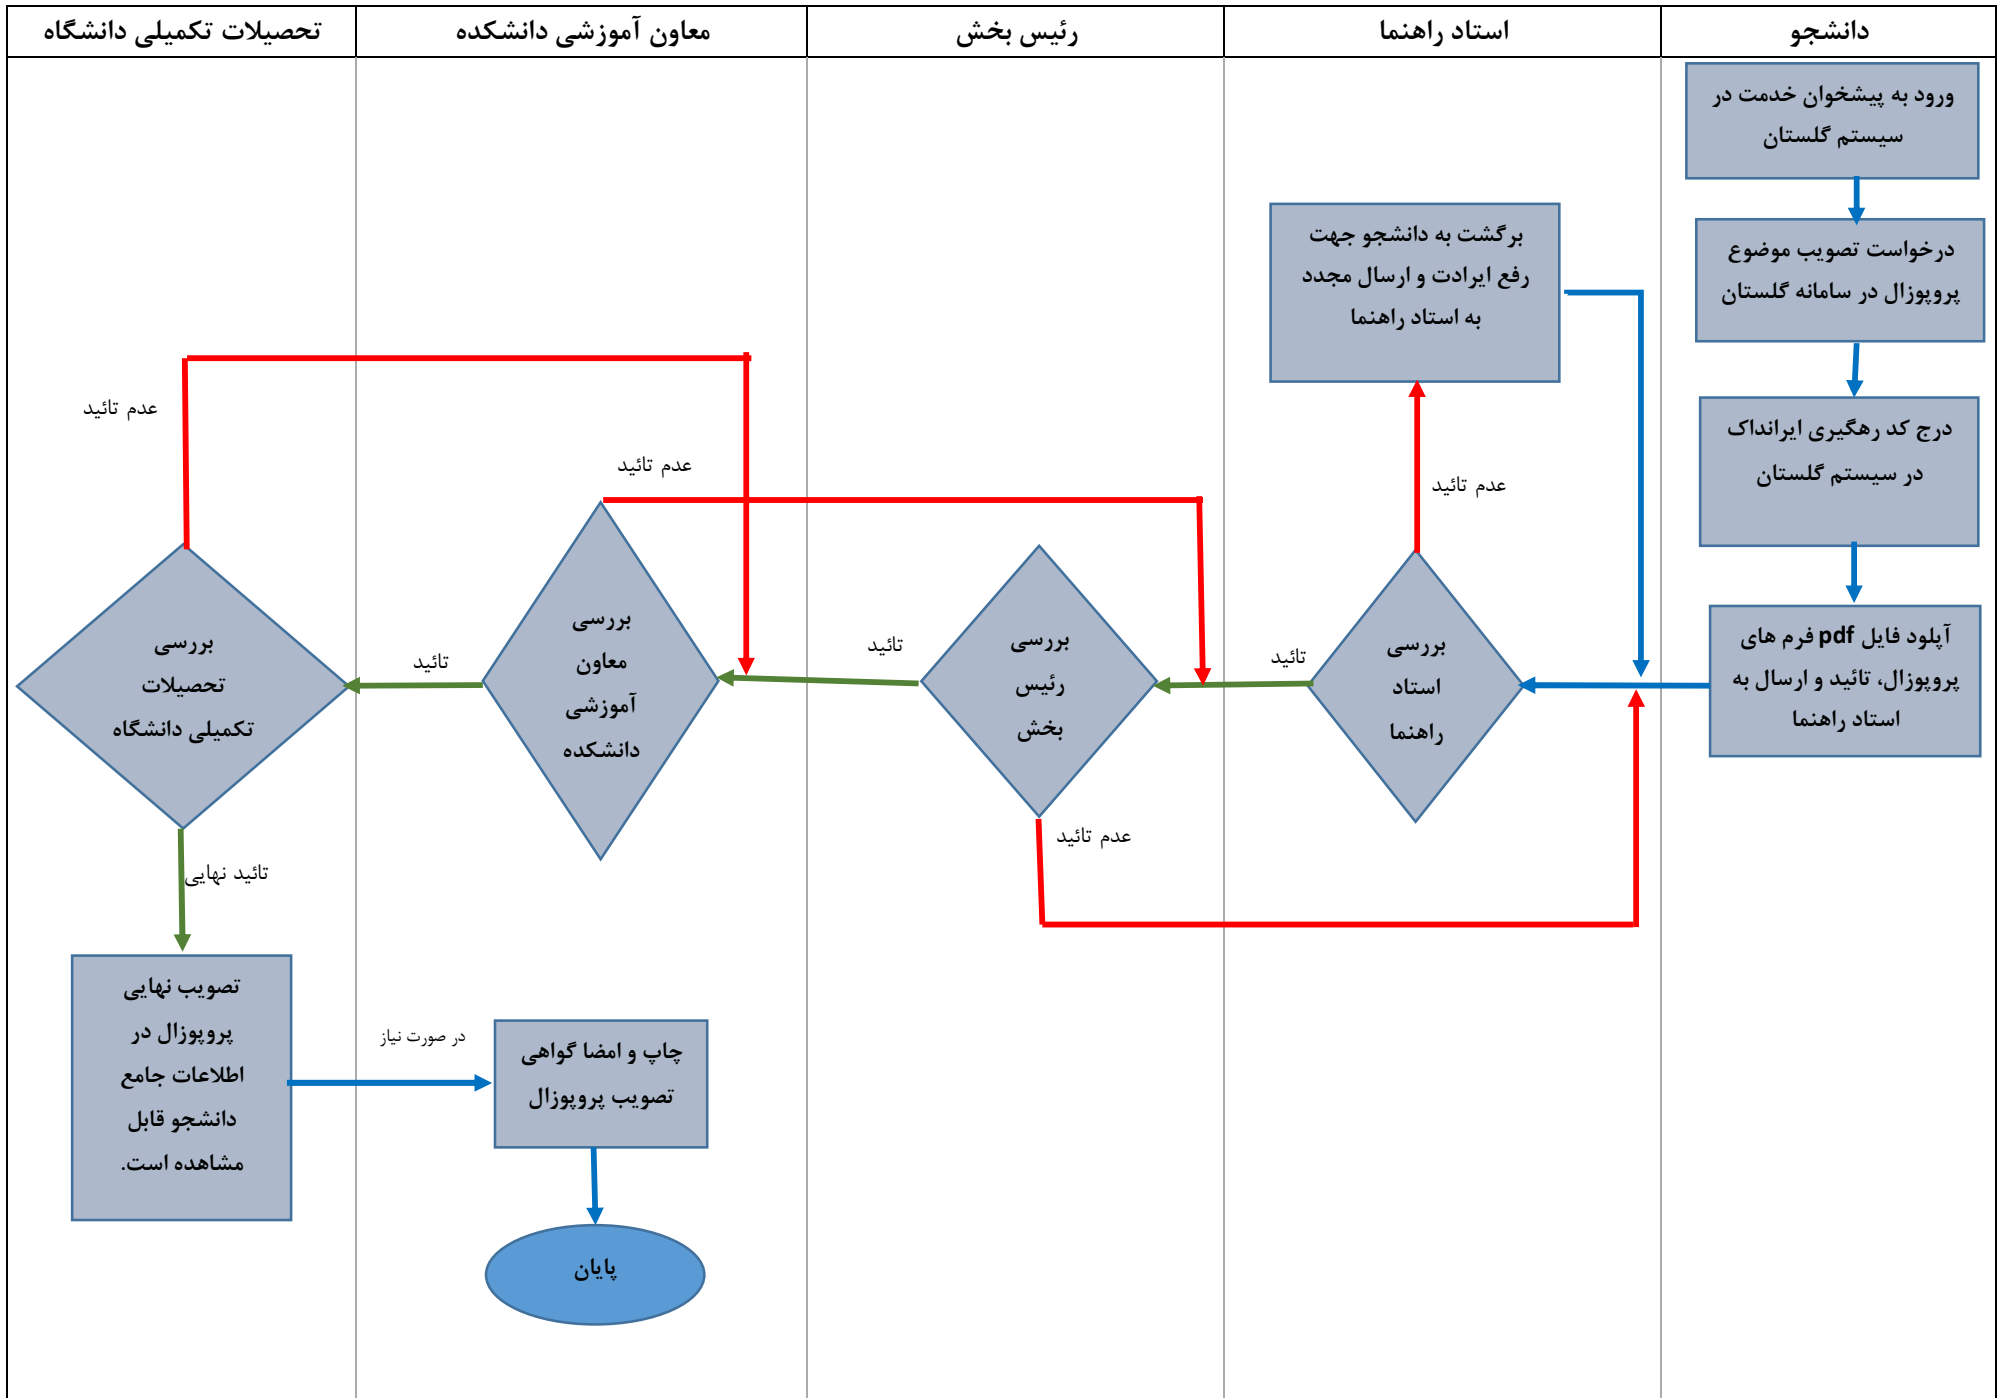 دانشجو
استاد راهنما
رئیس بخش
معاون آموزشی دانشکده
تحصیلات تکمیلی دانشگاه
ورود به پیشخوان خدمت در
سیستم گلستان
درخواست تصویب موضوع
پروپوزال در سامانه گلستان
درج کد رهگیری ایرانداک
در سیستم گلستان
آپلود فایل pdf فرم های
پروپوزال، تائید و ارسال به
استاد راهنما
برگشت به دانشجو جهت
رفع ایرادت و ارسال مجدد
به استاد راهنما
عدم تائید
بررسی
استاد
راهنما
تائید
بررسی
رئیس
بخش
عدم تائید
تائید
عدم تائید
بررسی
معاون
آموزشی
دانشکده
تائید
عدم تائید
بررسی
تحصیلات
تکمیلی دانشگاه
تائید نهایی
تصویب نهایی
پروپوزال در
اطلاعات جامع
دانشجو قابل
مشاهده است.
در صورت نیاز
چاپ و امضا گواهی
تصویب پروپوزال
پایان